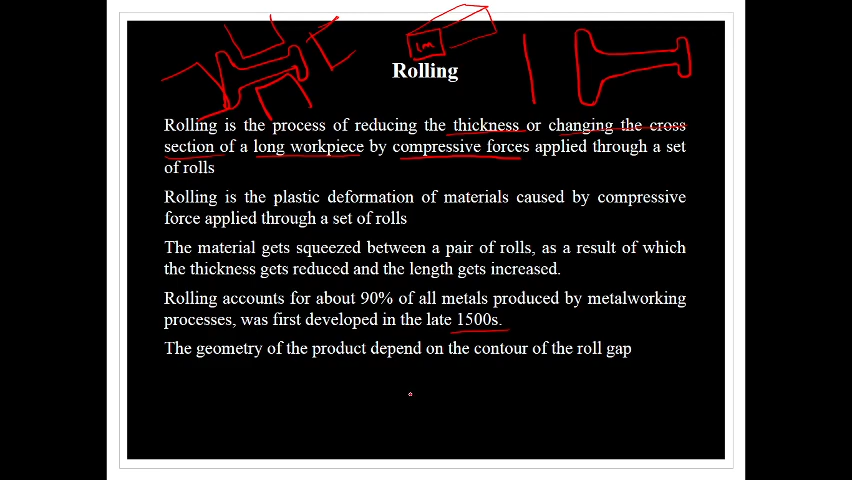 1m
Rolling
Rolling is the process of reducing the thickness or changing the cross
section of a long workpiece by compressive forces applied through a set
of rolls
Rolling is the plastic deformation of materials caused by compressive
force applied through a set of rolls
The material gets squeezed between a pair of rolls, as a result of which
the thickness gets reduced and the length gets increased.
Rolling accounts for about 90% of all metals produced by metalworking
processes, was first developed in the late 1500s.
The geometry of the product depend on the contour of the roll gap